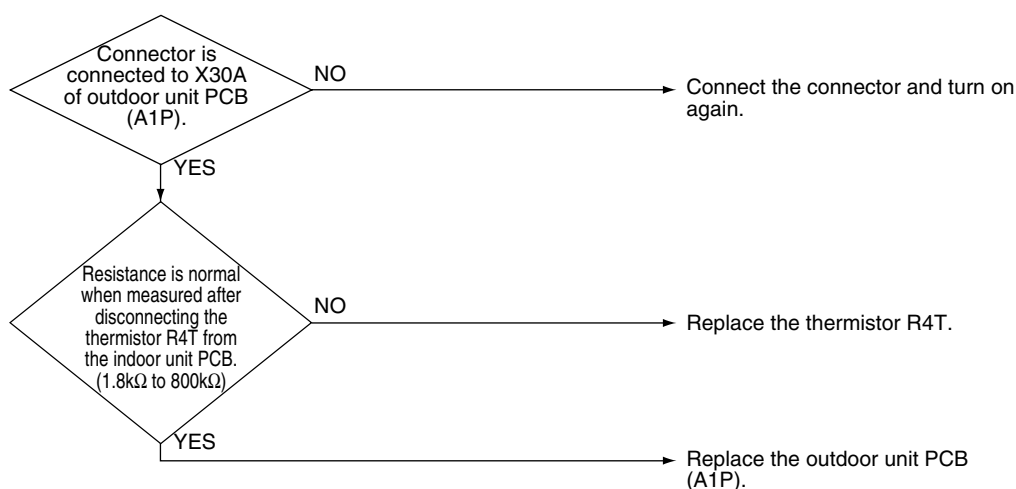 Connector is
connected to X30A
of outdoor unit PCB
(A1P).
NO
Connect the connector and turn on
again.
YES
Resistance is normal
when measured after
disconnecting the
thermistor R4T from
the indoor unit PCB.
(1.8kΩ to 800kΩ)
NO
Replace the thermistor R4T.
YES
Replace the outdoor unit PCB
(A1P).